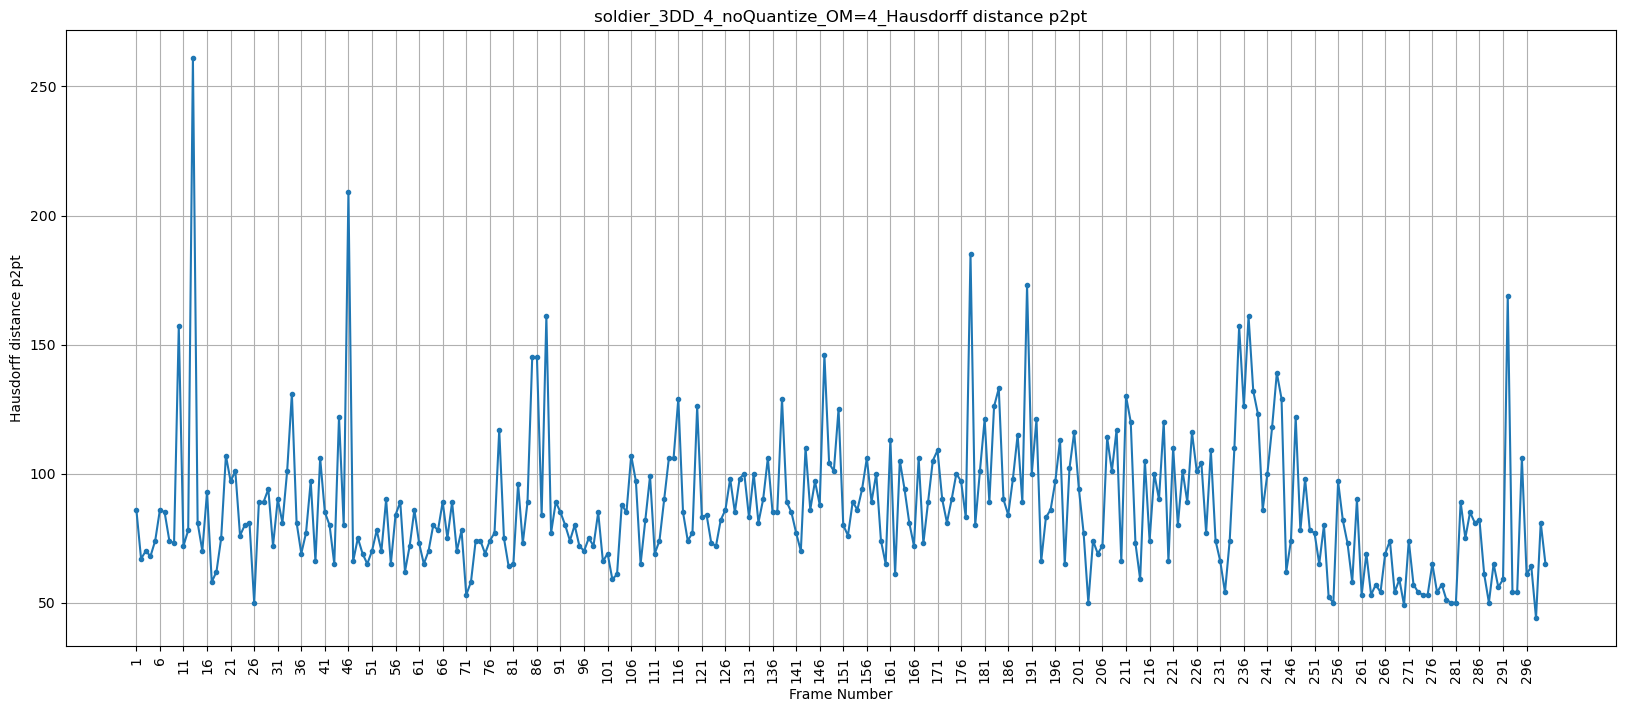 soldier_3DD_4_noQuantize_OM=4_Hausdorff distance p2pt
Hausdorff distance p2pt
250
200
150
100
50
1 6 11 16 21 26 31 36 41 46 51 56 61 66 71 76 81 86 91 96 101 106 111 116 121 126 131 136 141 146 151 156 161 166 171 176 181 186 191 196 201 206 211 216 221 226 231 236 241 246 251 256 261 266 271 276 281 286 291 296
Frame Number